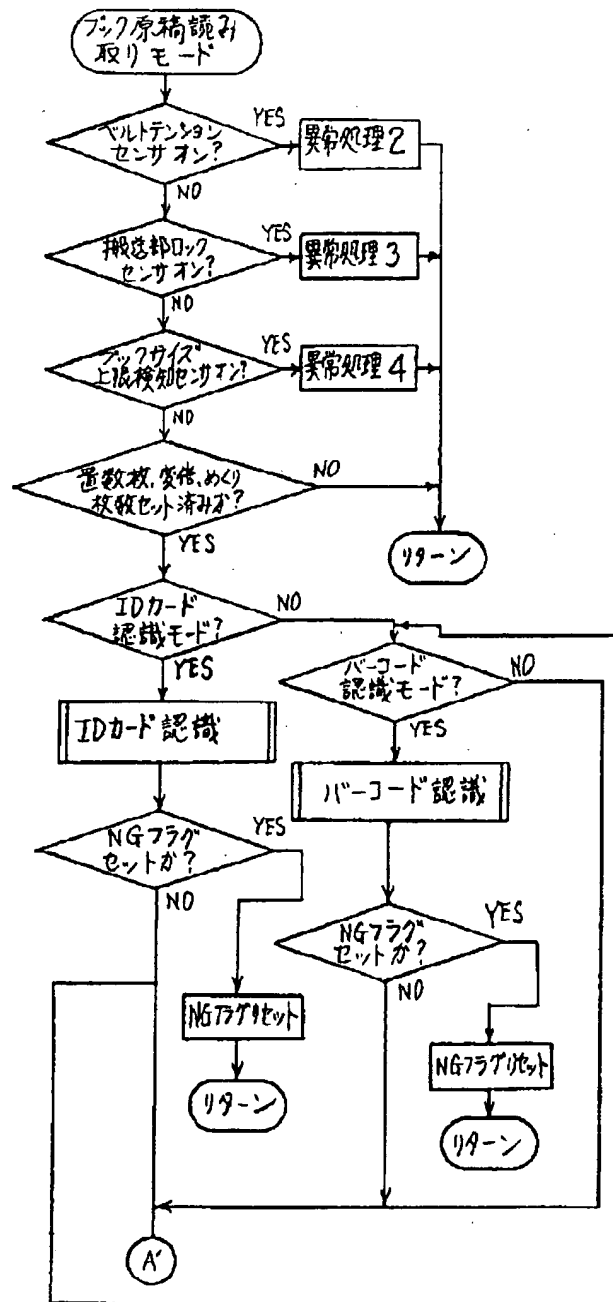 ブック原稿読み
取りモード
ベルトテンション
センサオン?
YES
異常処理2
NO
搬送部ロック
センサオン?
YES
異常処理3
NO
ブックサイズ
上限検知センサオン?
YES
異常処理4
NO
置数枚、変倍、めくり
枚数セット済みか?
NO
YES
リターン
IDカード
認識モード?
NO
YES
バーコード
認識モード?
NO
YES
IDカード認識
バーコード認識
NGフラグ
セットか?
YES
NO
NGフラグ
セットか?
YES
NO
NGフラグリセット
NGフラグリセット
リターン
リターン
A'